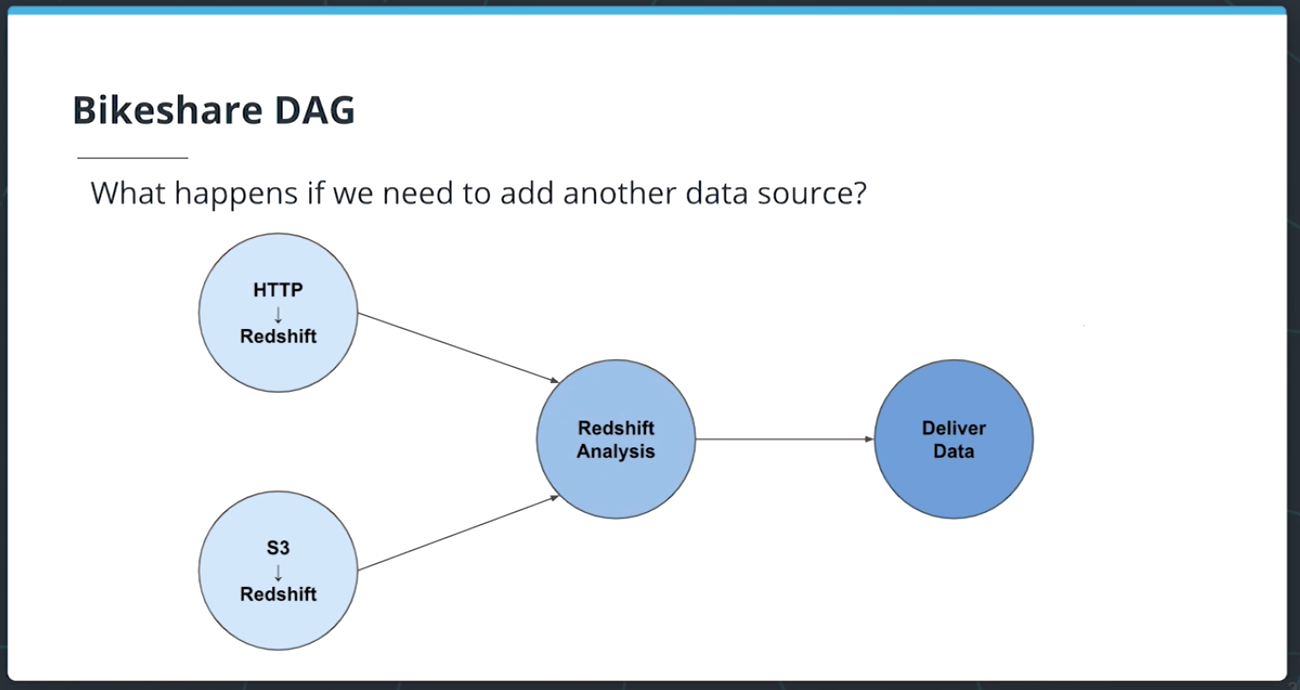 Bikeshare DAG
What happens if we need to add another data source?
HTTP
↓
Redshift
Redshift
Analysis
Deliver
Data
S3
↓
Redshift